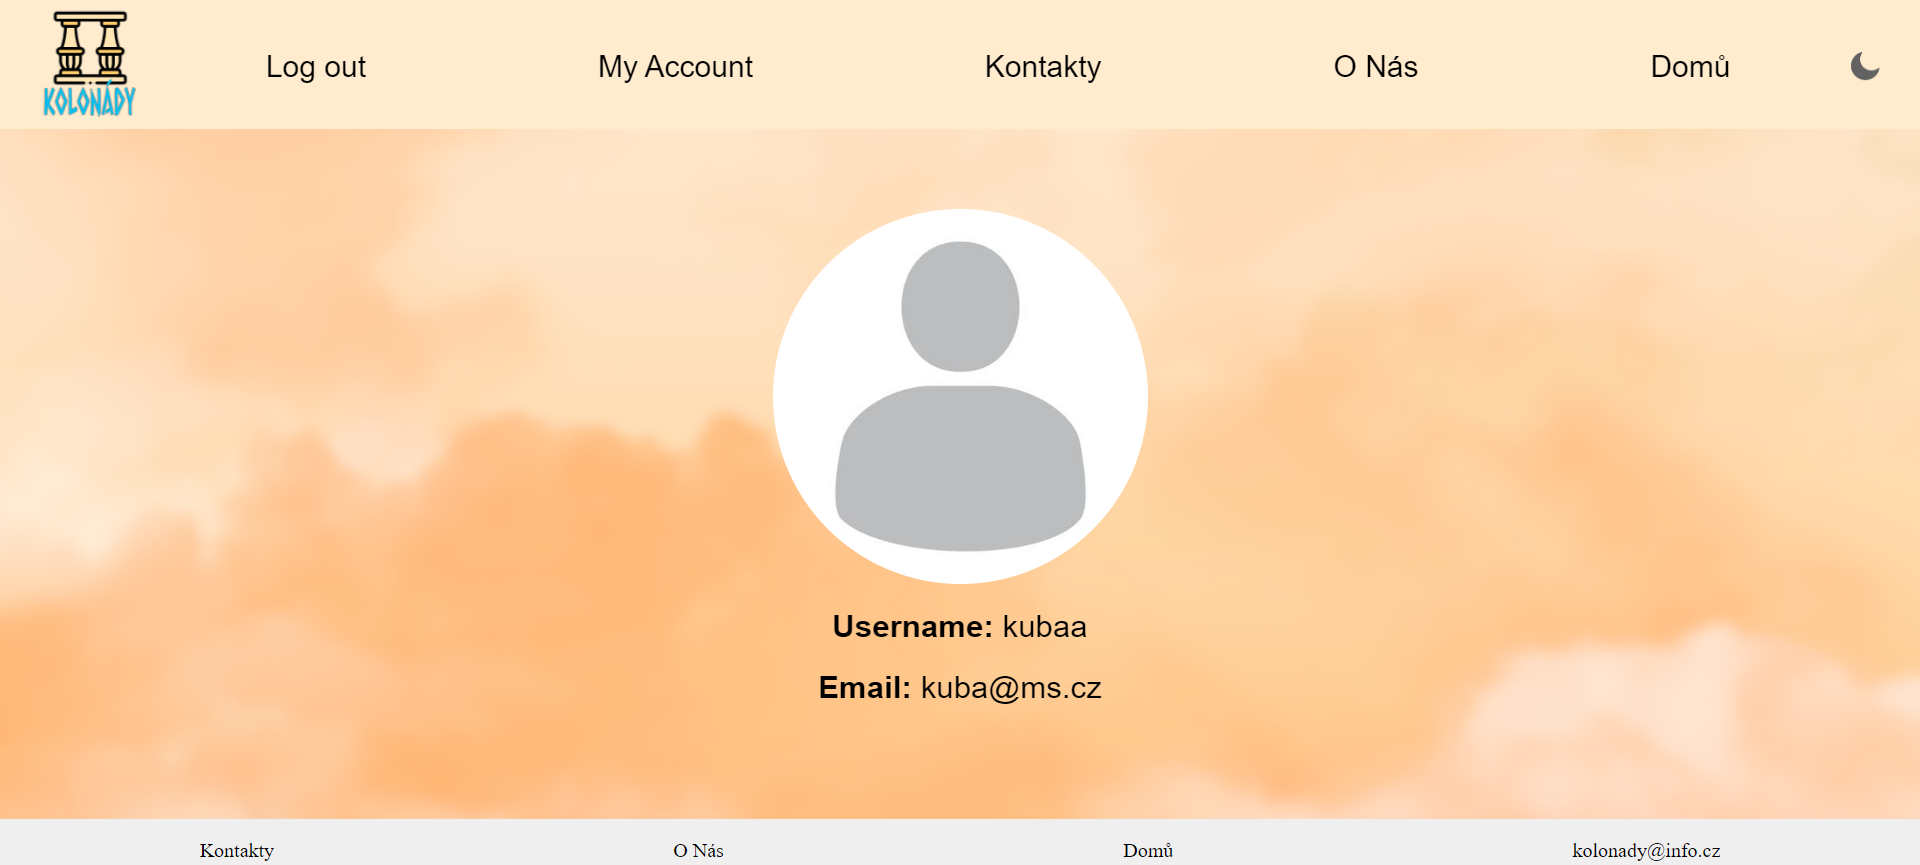 KOLONÁDY
Log out
My Account
Kontakty
O Nás
Domů
Username: kubaa
Email: kuba@ms.cz
Kontakty
O Nás
Domů
kolonady@info.cz